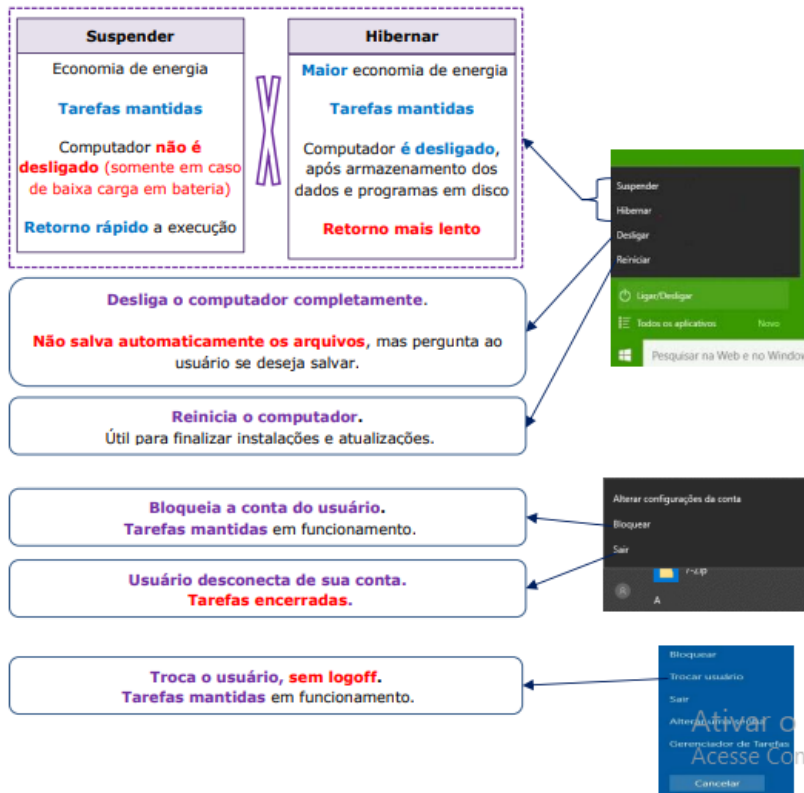 Suspender
Economia de energia
Tarefas mantidas
Computador não é
desligado (somente em caso
de baixa carga em bateria)
Retorno rápido a execução
Hibernar
Maior economia de energia
Tarefas mantidas
Computador é desligado,
após armazenamento dos
dados e programas em disco
Retorno mais lento
Suspender
Hibernar
Desligar
Reiniciar
Ligar/Desligar
Todos os aplicativos Novo
Pesquisar na Web e no Window
Desliga o computador completamente.
Não salva automaticamente os arquivos, mas pergunta ao
usuário se deseja salvar.
Reinicia o computador.
Útil para finalizar instalações e atualizações.
Bloqueia a conta do usuário.
Tarefas mantidas em funcionamento.
Usuário desconecta de sua conta.
Tarefas encerradas.
Alterar configurações da conta
Bloquear
Sair
7-Zip
R
A
Troca o usuário, sem logoff.
Tarefas mantidas em funcionamento.
Bloquear
Trocar usuário
Sair
Alterar uma
Gerenciador de Tarefas
Cancelar
Ativar o
Acesse Con